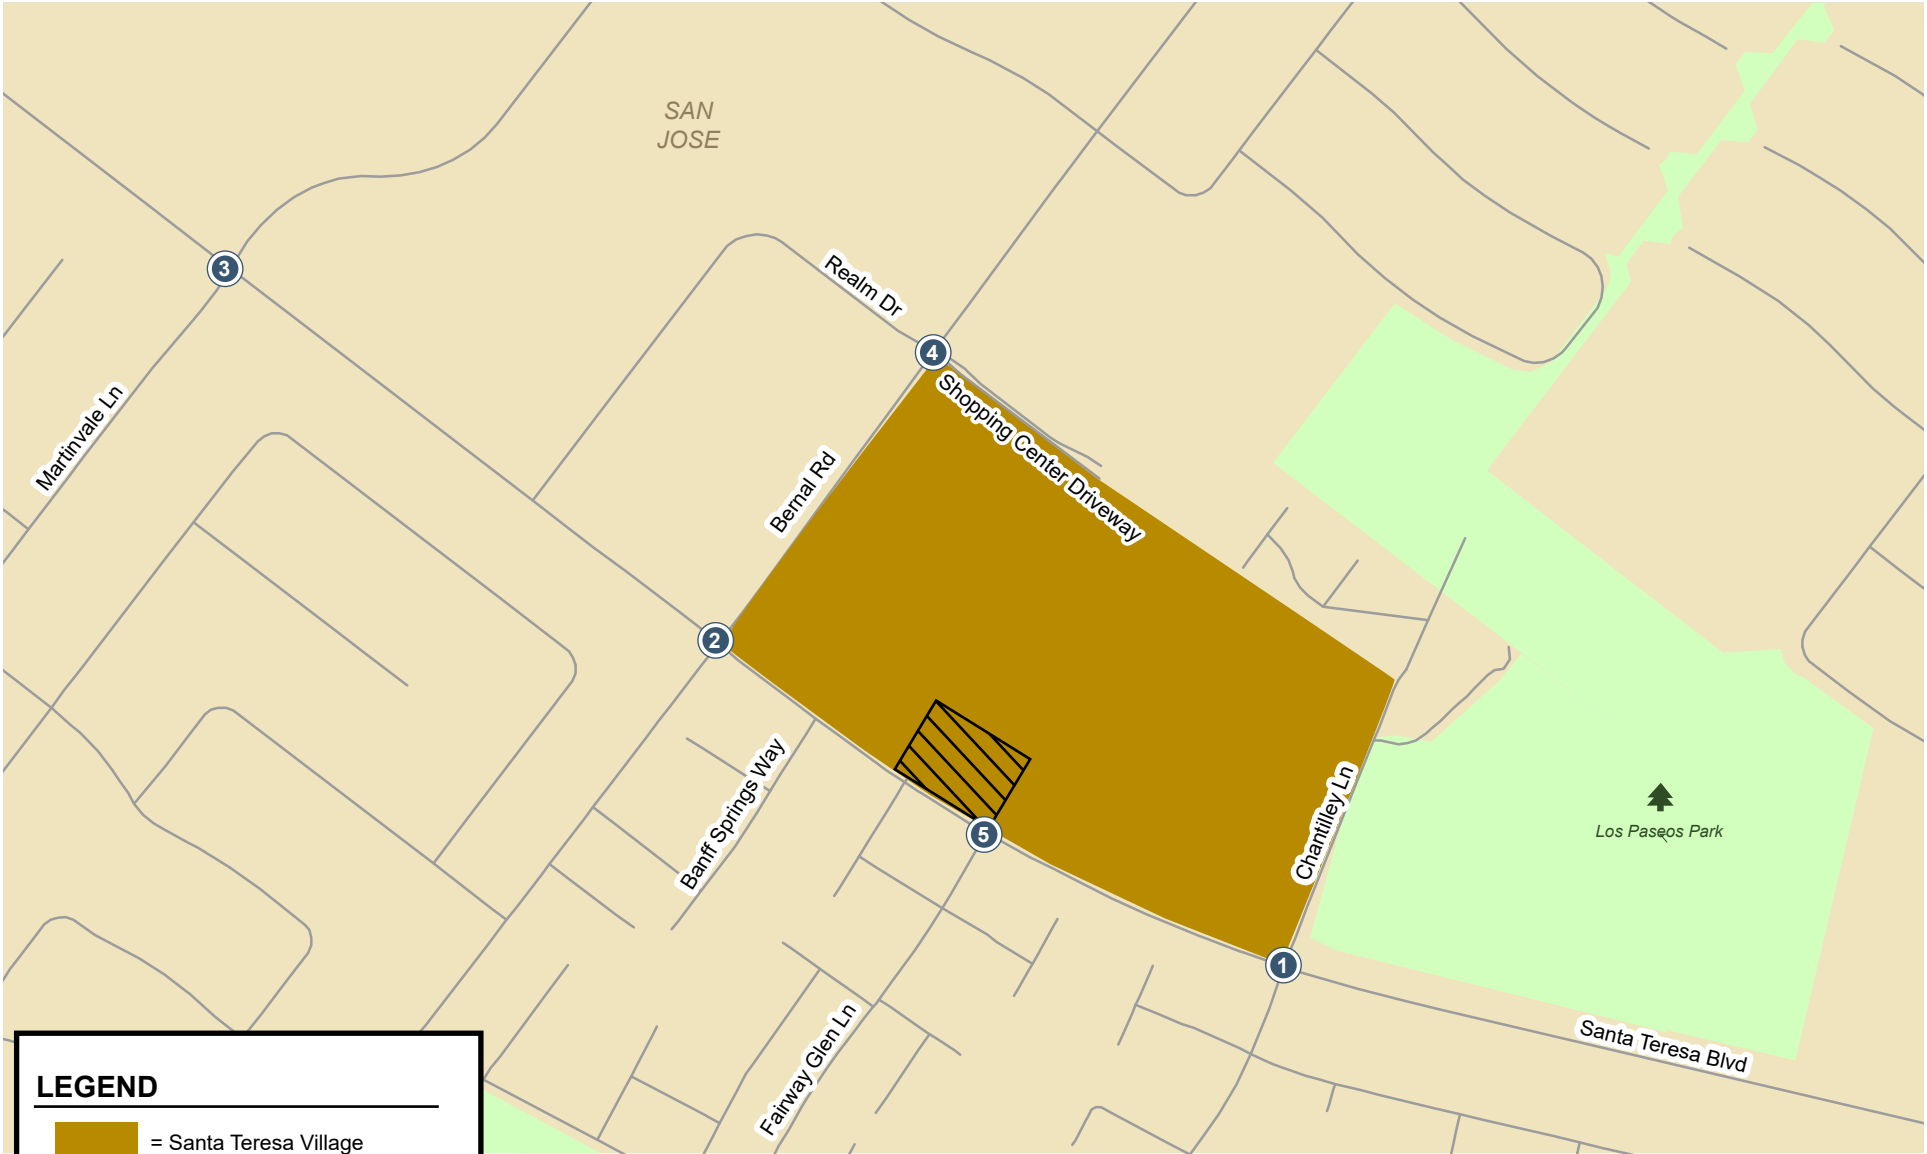 SAN
JOSE
3
Realm Dr
4
Shopping Center Driveway
Martinvale Ln
Bernal Rd
2
Banff Springs Way
5
Chantilley Ln
Los Paseos Park
1
Fairway Glen Ln
Santa Teresa Blvd
LEGEND
= Santa Teresa Village